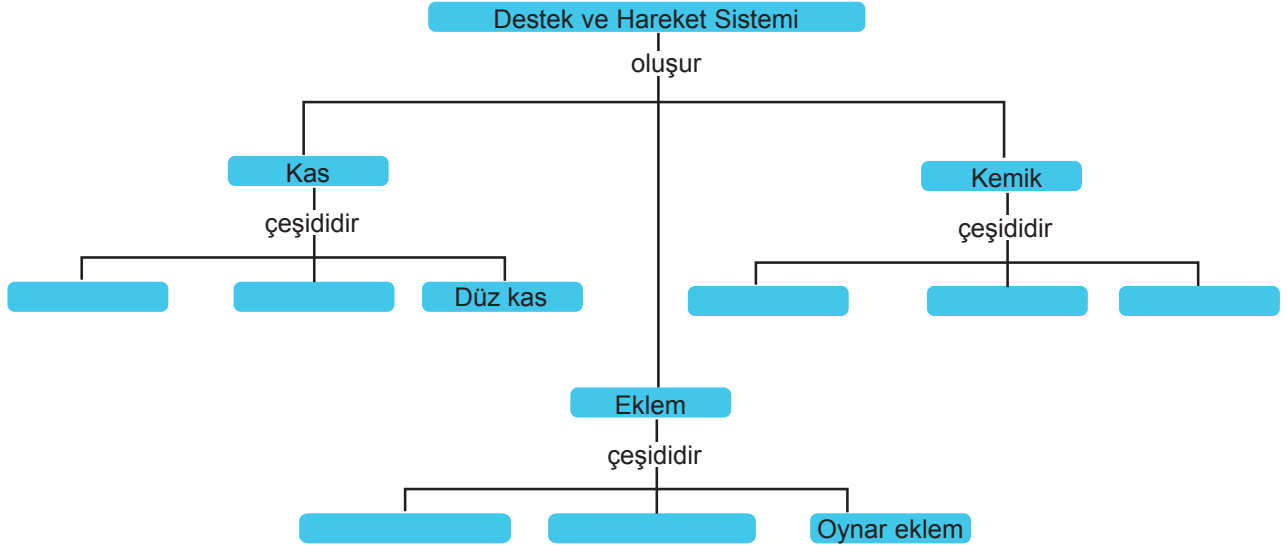 Destek ve Hareket Sistemi
oluşur
Kas
Kemik
çeşididir
çeşididir
Düz kas
Eklem
çeşididir
Oynar eklem